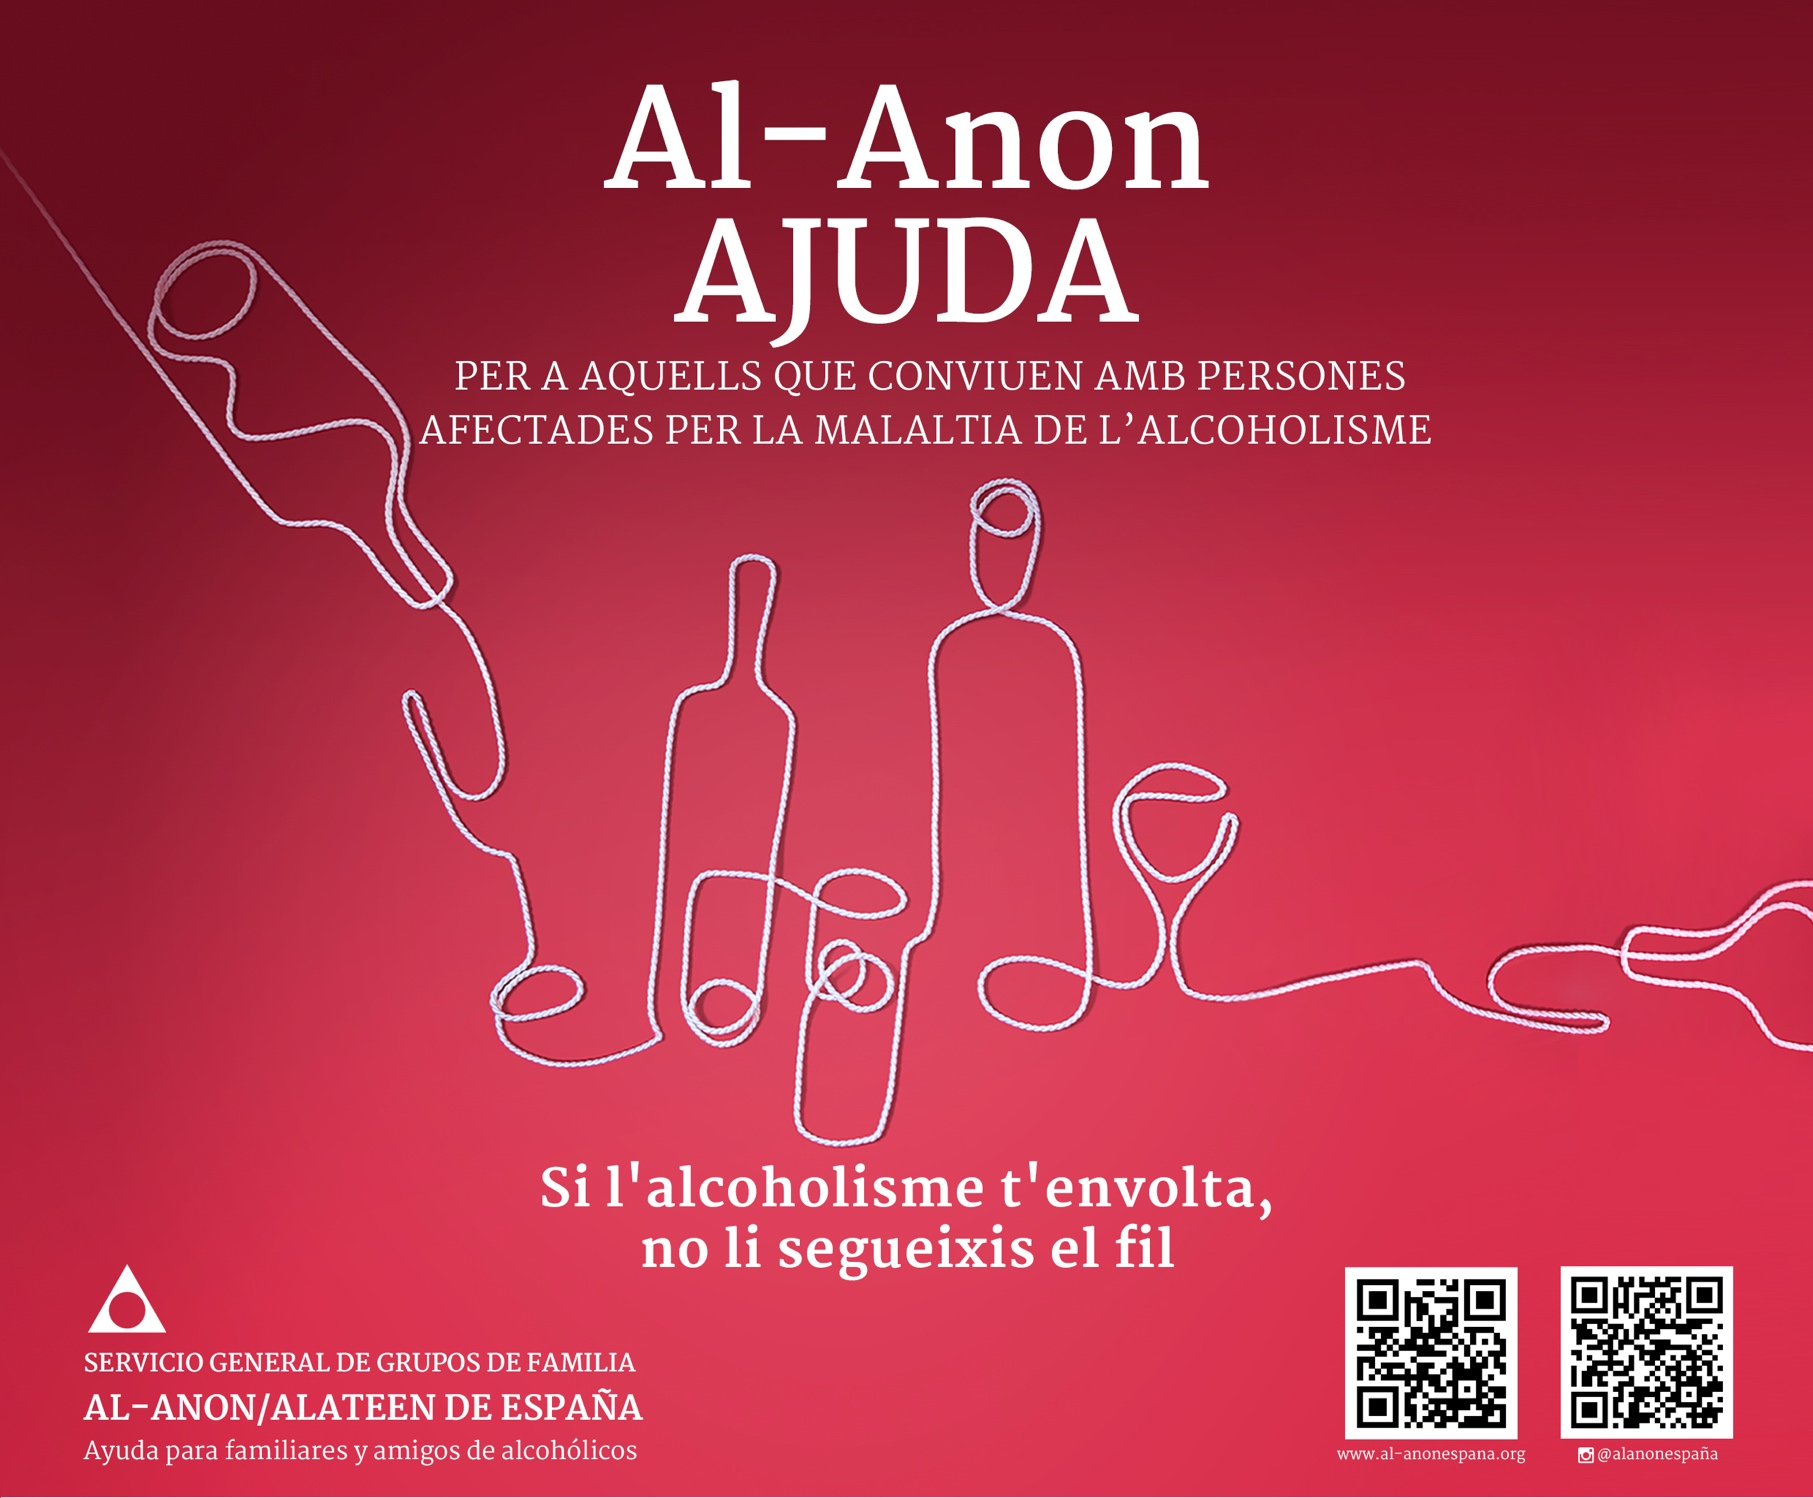 Al-Anon
AJUDA
PER A AQUELLS QUE CONVIUEN AMB PERSONES
AFECTADES PER LA MALALTIA DE L’ALCOHOLISME
Si l'alcoholisme t'envolta,
no li segueixis el fil
SERVICIO GENERAL DE GRUPOS DE FAMILIA
AL-ANON/ALATEEN DE ESPAÑA
Ayuda para familiares y amigos de alcohólicos
www.al-anonespana.org
@alanonespaña